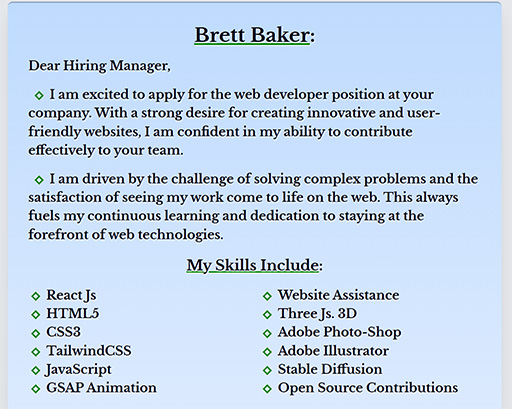 Brett Baker:
Dear Hiring Manager,
I am excited to apply for the web developer position at your
company. With a strong desire for creating innovative and user-
friendly websites, I am confident in my ability to contribute
effectively to your team.
I am driven by the challenge of solving complex problems and the
satisfaction of seeing my work come to life on the web. This always
fuels my continuous learning and dedication to staying at the
forefront of web technologies.
My Skills Include:
React Js
HTML5
CSS3
TailwindCSS
JavaScript
GSAP Animation
Website Assistance
Three Js. 3D
Adobe Photo-Shop
Adobe Illustrator
Stable Diffusion
Open Source Contributions